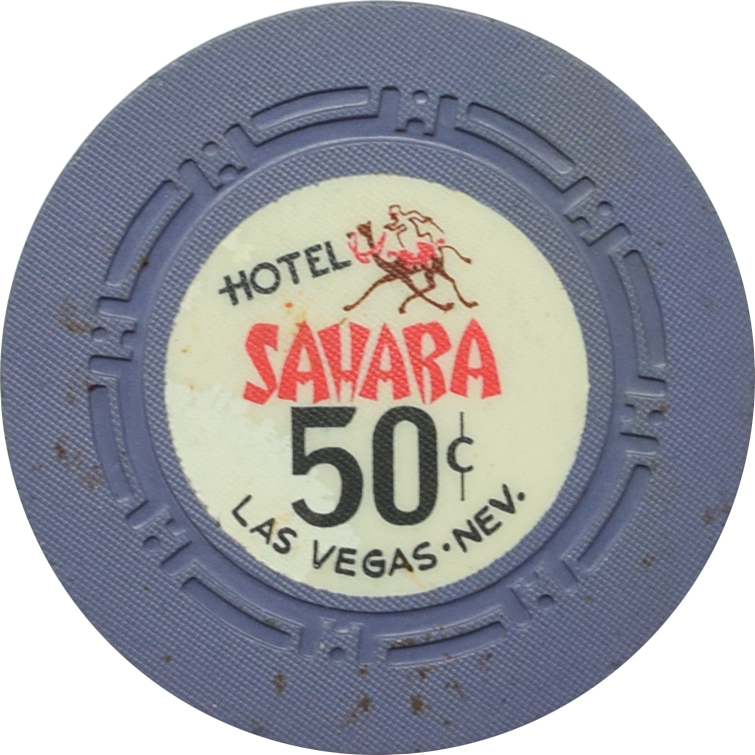 HOTEL
SAHARA
50¢
LAS VEGAS · NEV.